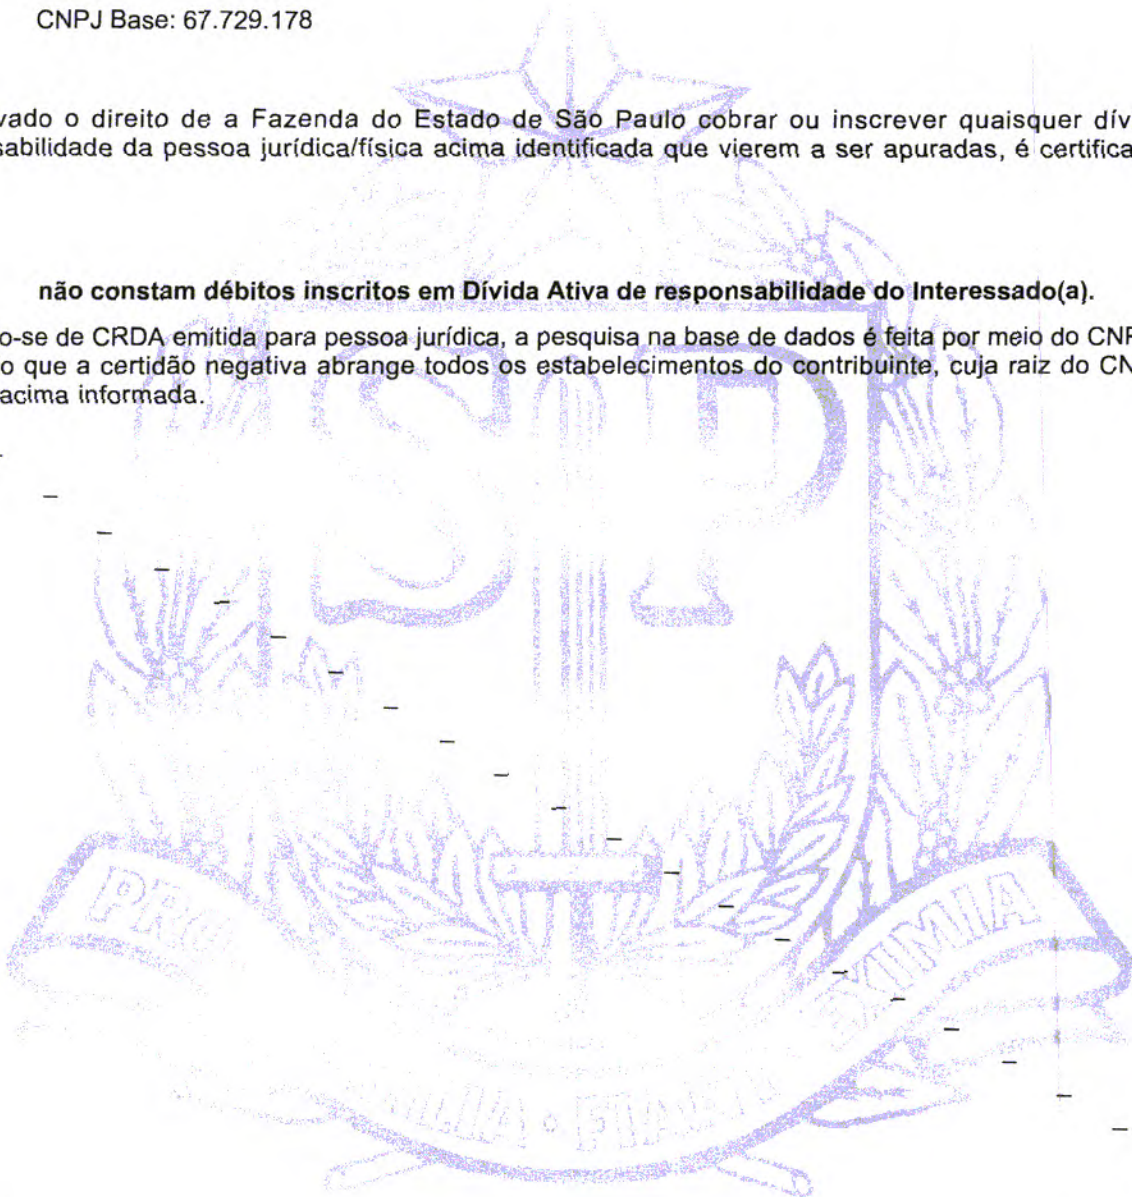 CNPJ Base: 67.729.178
vado o direito de a Fazenda do Estado de São Paulo cobrar ou inscrever quaisquer dív
sabilidade da pessoa jurídica/física acima identificada que vierem a ser apuradas, é certifica
não constam débitos inscritos em Dívida Ativa de responsabilidade do Interessado(a).
o-se de CRDA emitida para pessoa jurídica, a pesquisa na base de dados é feita por meio do CNP
o que a certidão negativa abrange todos os estabelecimentos do contribuinte, cuja raiz do CN
acima informada.
SP
EXIMIA